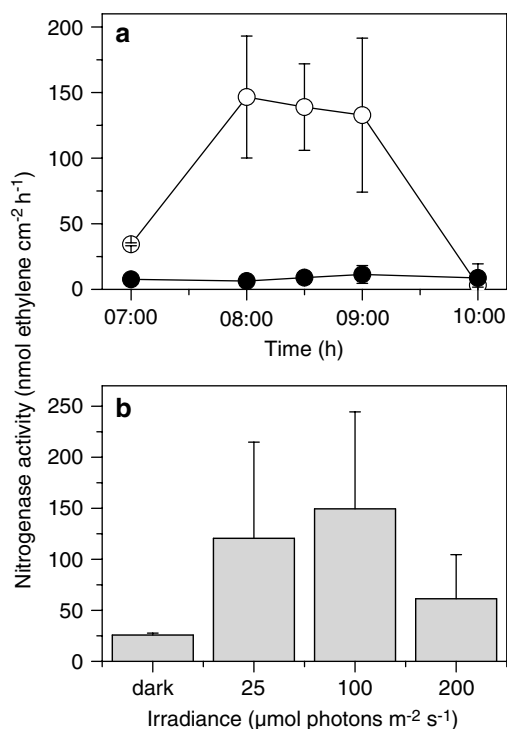 a
200
150
100
50
0
07:00 08:00 09:00 10:00
Time (h)
Nitrogenase activity (nmol ethylene cm-2 h-1)
b
250
200
150
100
50
0
dark 25 100 200
Irradiance (µmol photons m-2 s-1)